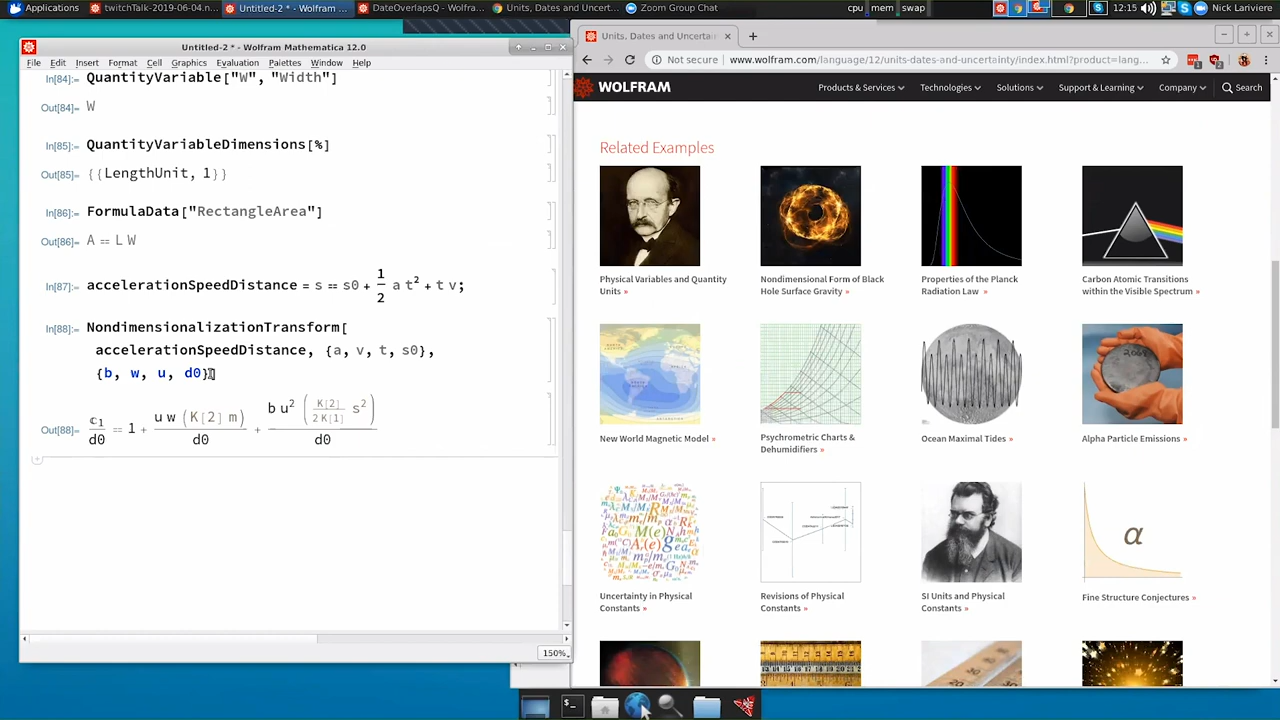 Applications
twitchTalk-2019-06-04.n...
Untitled-2 * - Wolfram ...
DateOverlapsQ - Wolfra...
Units, Dates and Uncert...
Zoom Group Chat
cpu mem swap
12:15
Nick Lariviere
Untitled-2 * - Wolfram Mathematica 12.0
File Edit Insert Format Cell Graphics Evaluation Palettes Window Help
In[84]:= QuantityVariable["W", "Width"]
Out[84]= W
In[85]:= QuantityVariableDimensions[%]
Out[85]= {{LengthUnit, 1}}
In[86]:= FormulaData["RectangleArea"]
Out[86]= A == L W
In[87]:= accelerationSpeedDistance = s == s0 + 1/2 a t² + t v;
In[88]:= NondimensionalizationTransform[
accelerationSpeedDistance, {a, v, t, s0},
{b, w, u, d0}]
Out[88]= ℂ1/d0 == 1 + u w (K[2] m)/d0 + b u² (K[2]/2 K[1] s²)/d0
150%
Units, Dates and Uncertai
Not secure
www.wolfram.com/language/12/units-dates-and-uncertainty/index.html?product=lang...
WOLFRAM
Products & Services
Technologies
Solutions
Support & Learning
Company
Search
Related Examples
Physical Variables and Quantity
Units »
Nondimensional Form of Black
Hole Surface Gravity »
Properties of the Planck
Radiation Law »
Carbon Atomic Transitions
within the Visible Spectrum »
New World Magnetic Model »
Psychrometric Charts &
Dehumidifiers »
Ocean Maximal Tides »
Alpha Particle Emissions »
α
Uncertainty in Physical
Constants »
Revisions of Physical
Constants »
SI Units and Physical
Constants »
Fine Structure Conjectures »